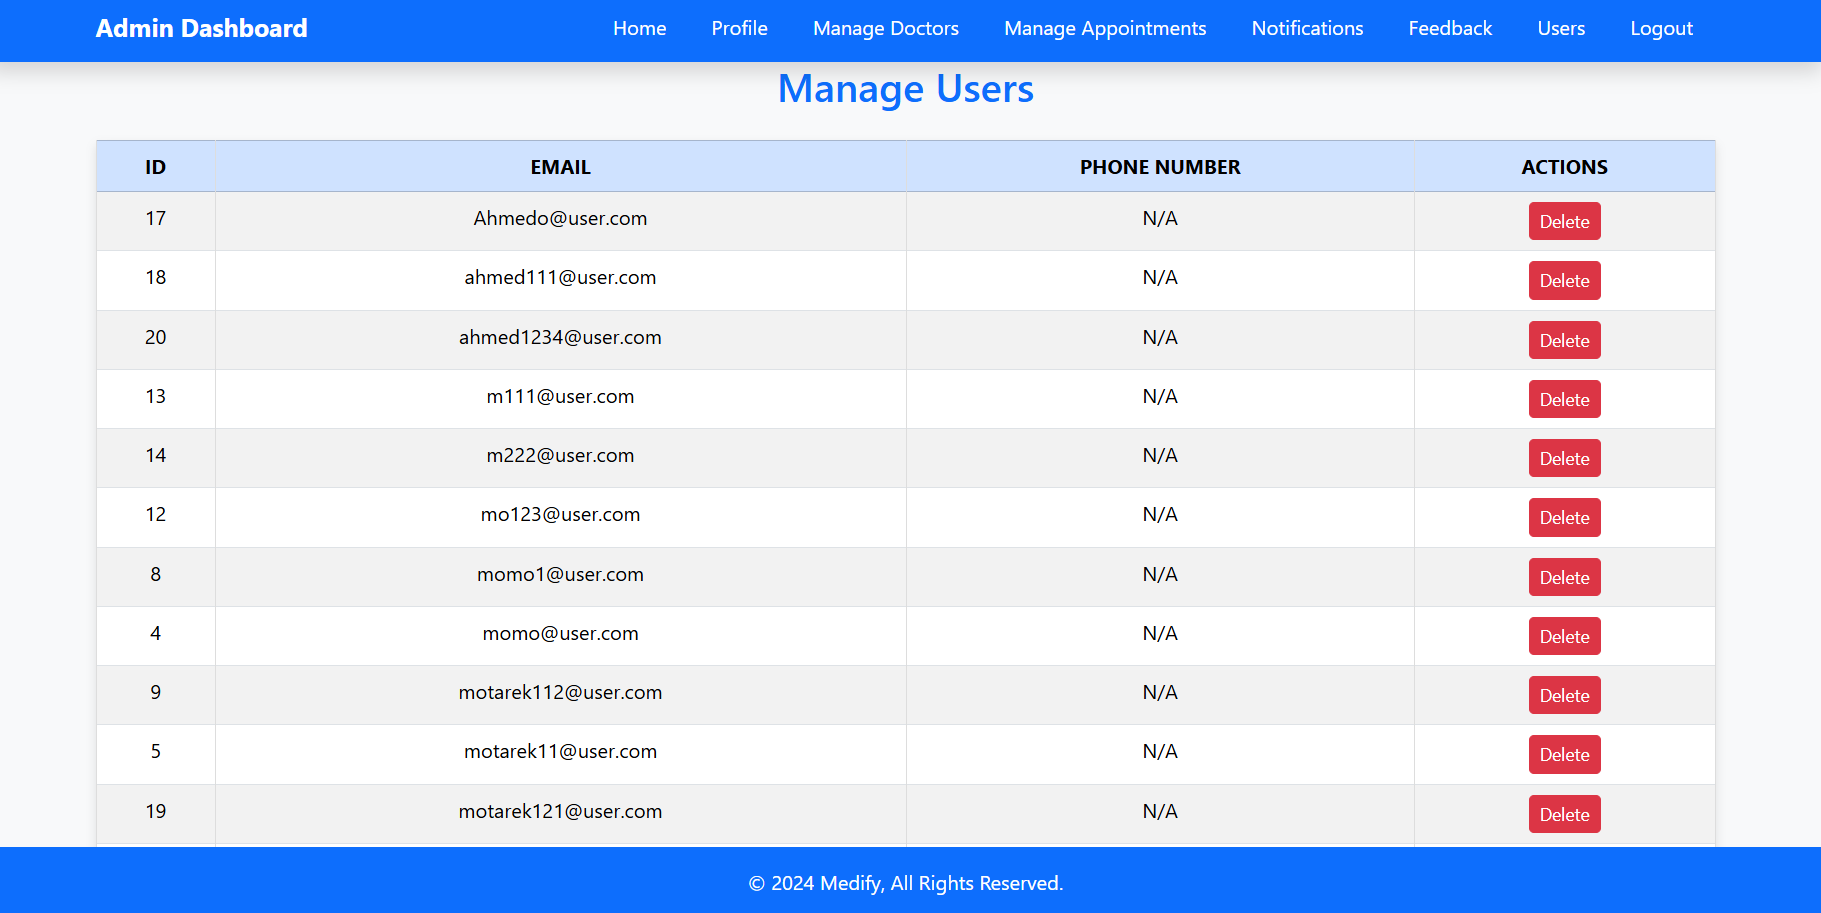 Admin Dashboard Home Profile Manage Doctors Manage Appointments Notifications Feedback Users Logout
Manage Users
ID EMAIL PHONE NUMBER ACTIONS
17 Ahmedo@user.com N/A Delete
18 ahmed111@user.com N/A Delete
20 ahmed1234@user.com N/A Delete
13 m111@user.com N/A Delete
14 m222@user.com N/A Delete
12 mo123@user.com N/A Delete
8 momo1@user.com N/A Delete
4 momo@user.com N/A Delete
9 motarek112@user.com N/A Delete
5 motarek11@user.com N/A Delete
19 motarek121@user.com N/A Delete
© 2024 Medify, All Rights Reserved.